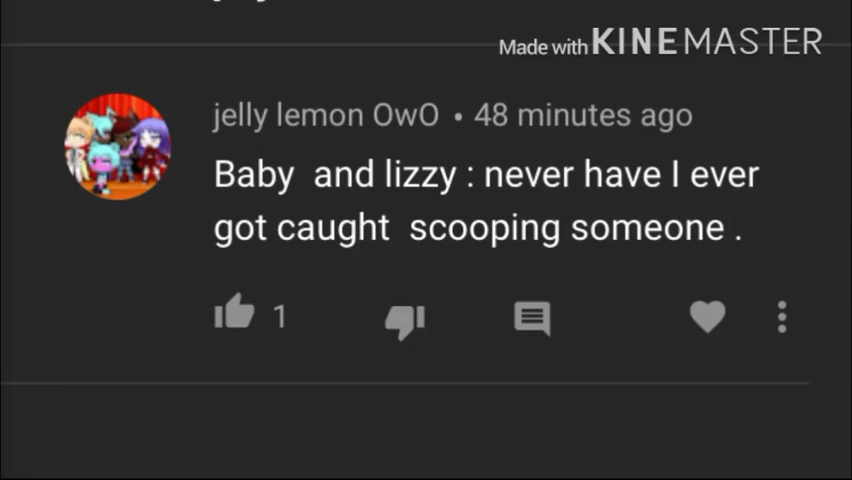 Made with KINEMASTER
jelly lemon OwO • 48 minutes ago
Baby and lizzy : never have I ever
got caught scooping someone .
1